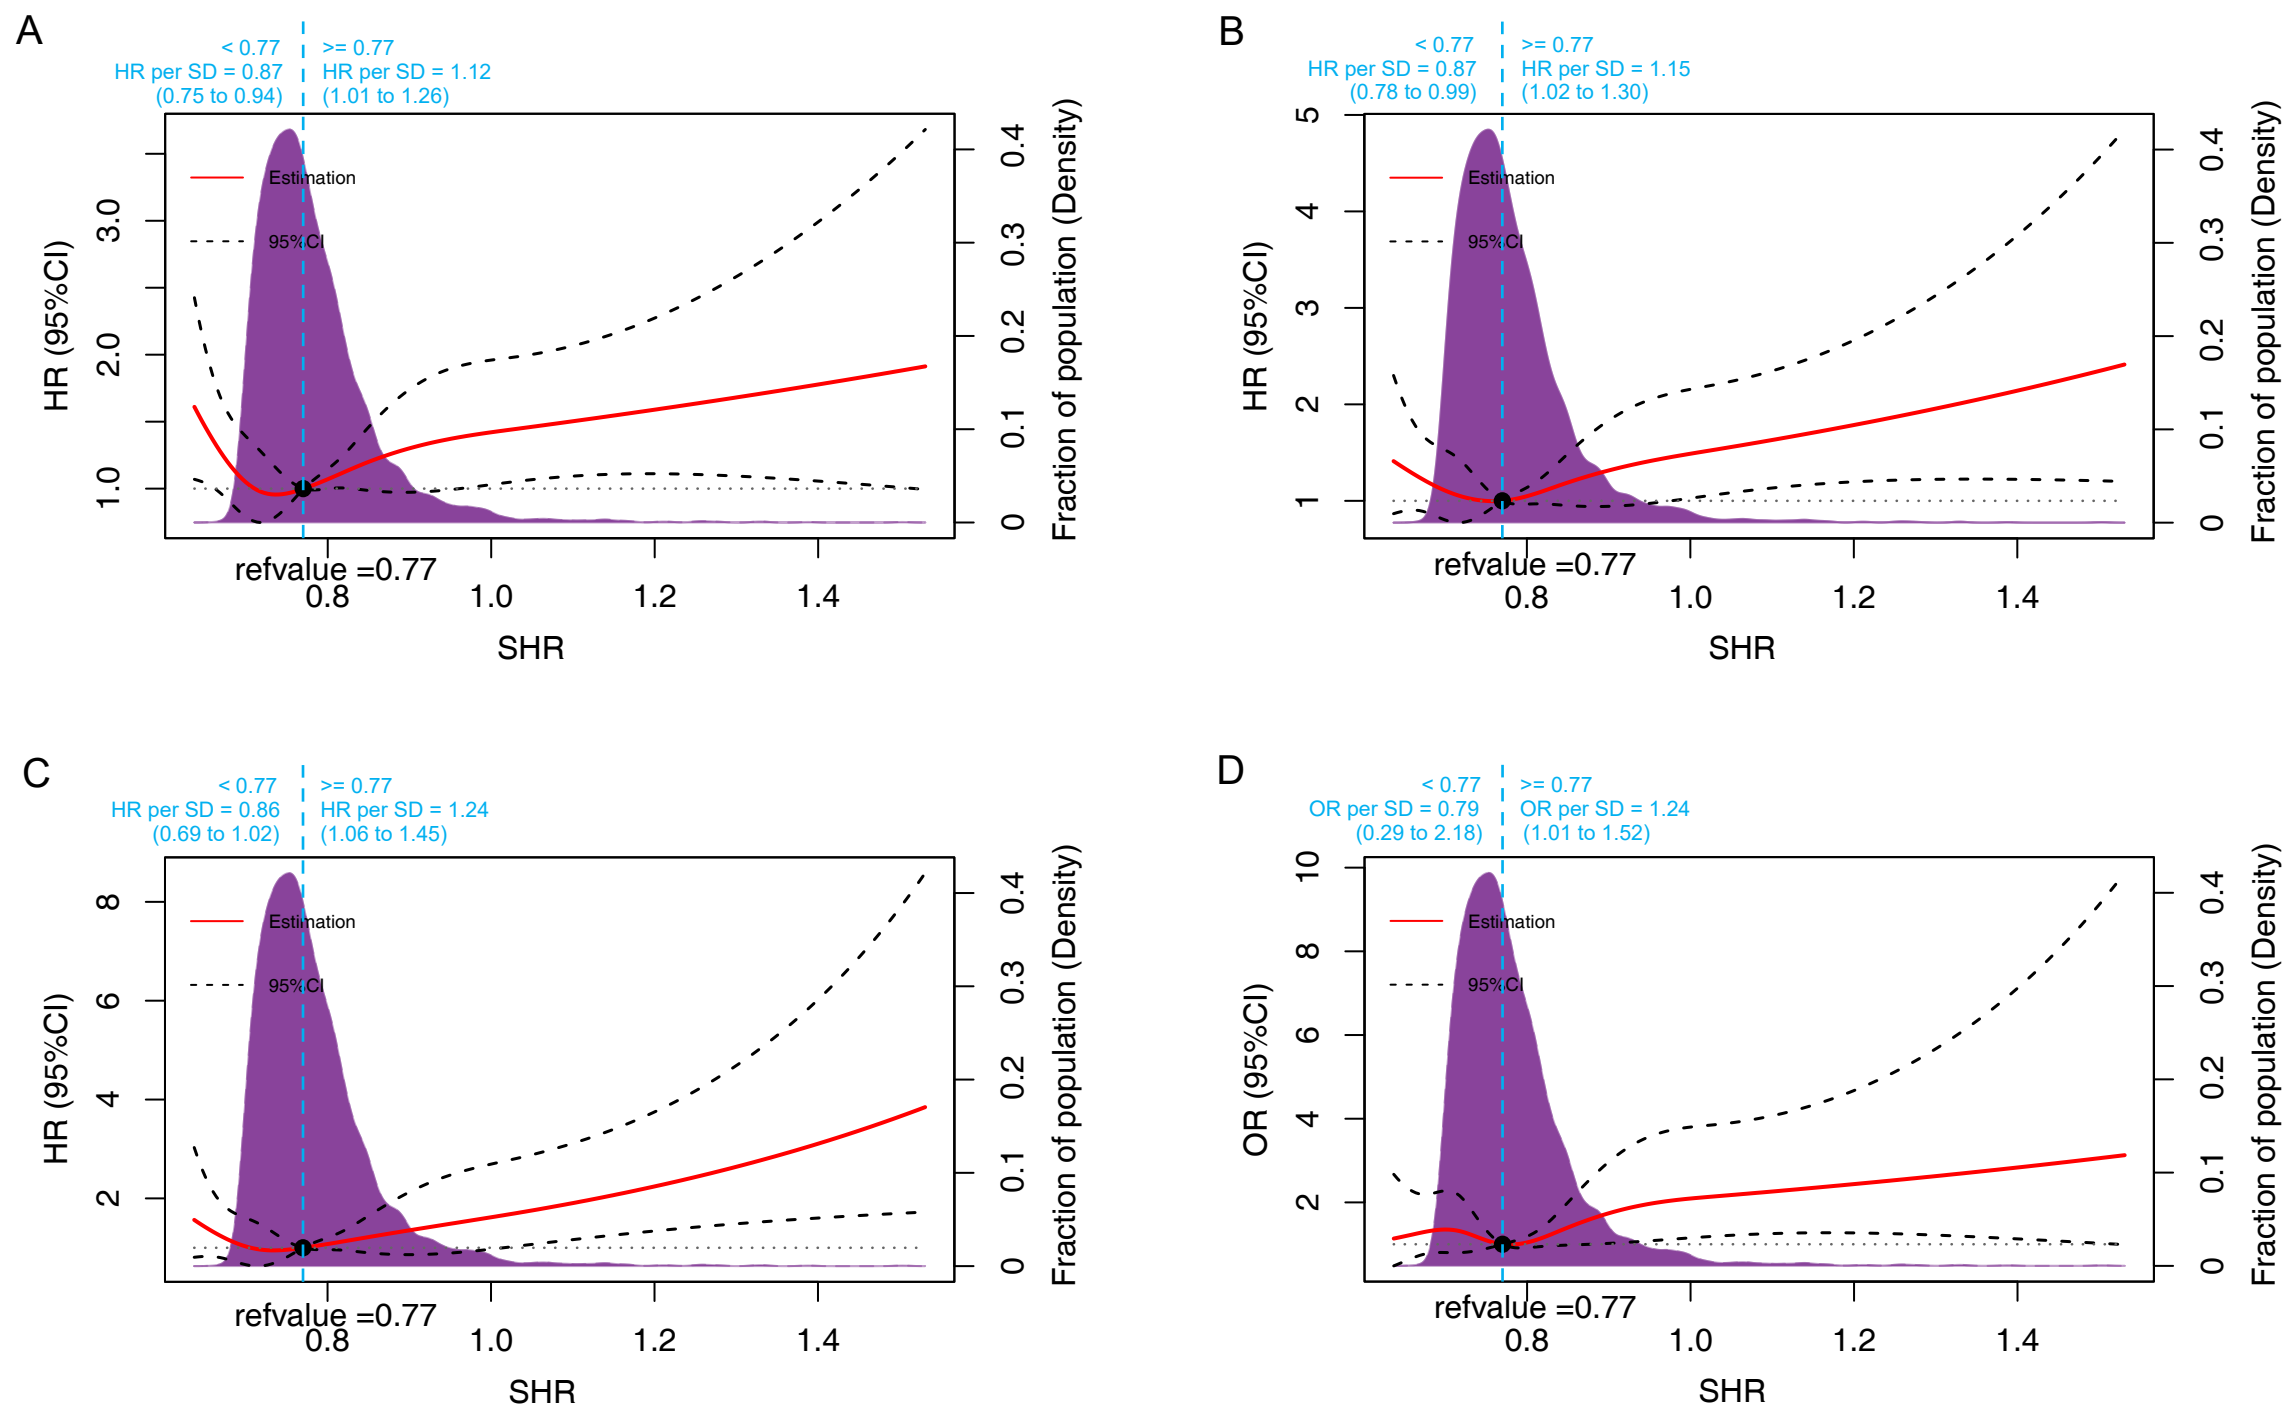 A
< 0.77
HR per SD = 0.87
(0.75 to 0.94)
>= 0.77
HR per SD = 1.12
(1.01 to 1.26)
Estimation
95%CI
HR (95%CI)
1.0
2.0
3.0
Fraction of population (Density)
0
0.1
0.2
0.3
0.4
refvalue =0.77
0.8
1.0
1.2
1.4
SHR
B
< 0.77
HR per SD = 0.87
(0.78 to 0.99)
>= 0.77
HR per SD = 1.15
(1.02 to 1.30)
Estimation
95%CI
HR (95%CI)
1
2
3
4
5
Fraction of population (Density)
0
0.1
0.2
0.3
0.4
refvalue =0.77
0.8
1.0
1.2
1.4
SHR
C
< 0.77
HR per SD = 0.86
(0.69 to 1.02)
>= 0.77
HR per SD = 1.24
(1.06 to 1.45)
Estimation
95%CI
HR (95%CI)
2
4
6
8
Fraction of population (Density)
0
0.1
0.2
0.3
0.4
refvalue =0.77
0.8
1.0
1.2
1.4
SHR
D
< 0.77
OR per SD = 0.79
(0.29 to 2.18)
>= 0.77
OR per SD = 1.24
(1.01 to 1.52)
Estimation
95%CI
OR (95%CI)
2
4
6
8
10
Fraction of population (Density)
0
0.1
0.2
0.3
0.4
refvalue =0.77
0.8
1.0
1.2
1.4
SHR